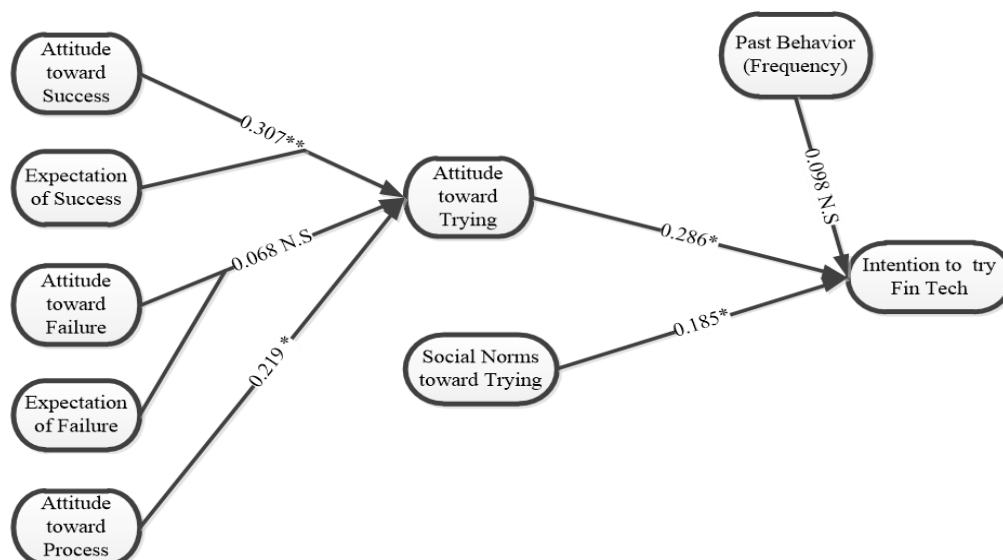 Attitude
toward
Success
0.307**
Expectation
of Success
Attitude
toward
Failure
0.068 N.S
Expectation
of Failure
0.219*
Attitude
toward
Process
Attitude
toward
Trying
Social Norms
toward Trying
0.286*
0.185*
Past Behavior
(Frequency)
0.098 N.S
Intention to try
Fin Tech